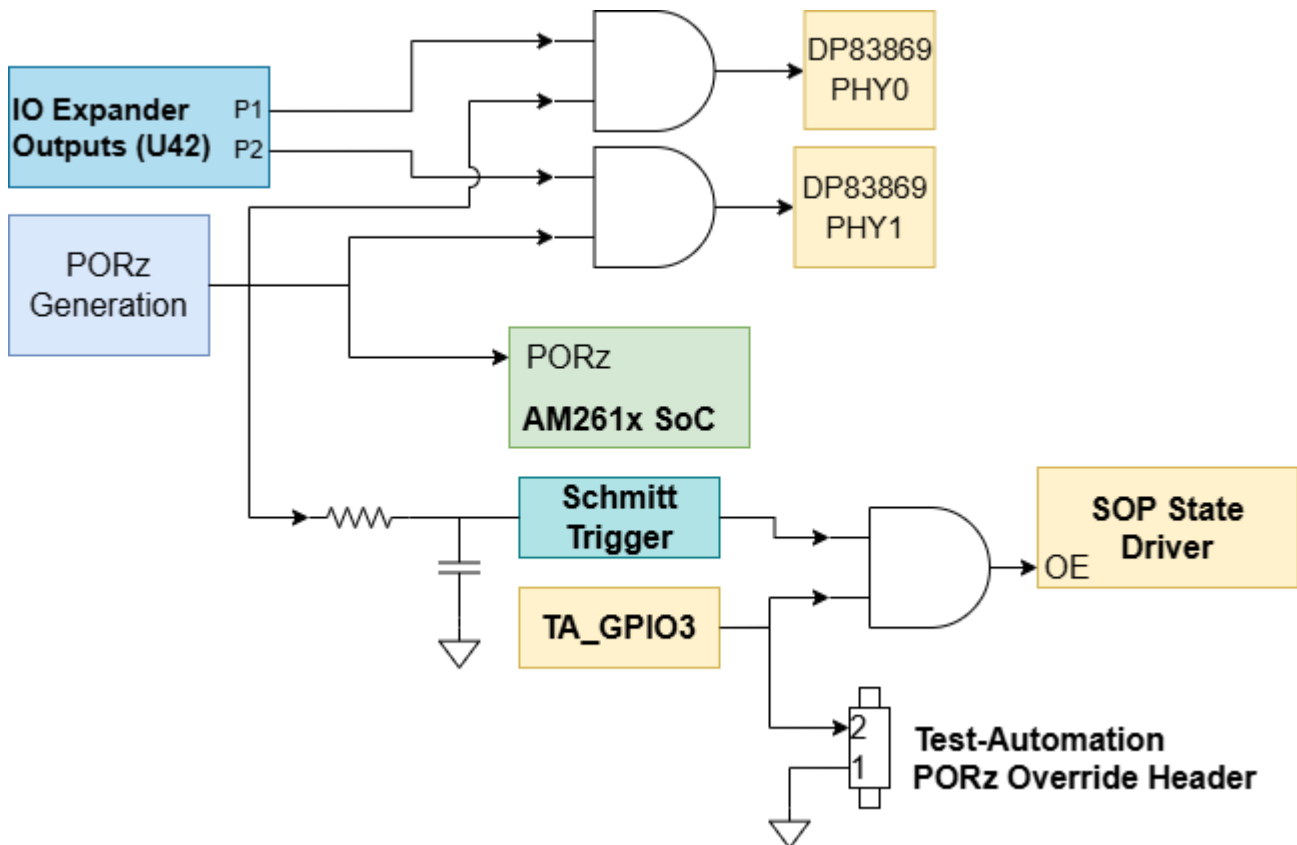 DP83869
PHY0
IO Expander
Outputs (U42)
P1
P2
DP83869
PHY1
PORz
Generation
PORz
AM261x SoC
Schmitt
Trigger
SOP State
Driver
OE
TA_GPIO3
2
1
Test-Automation
PORz Override Header